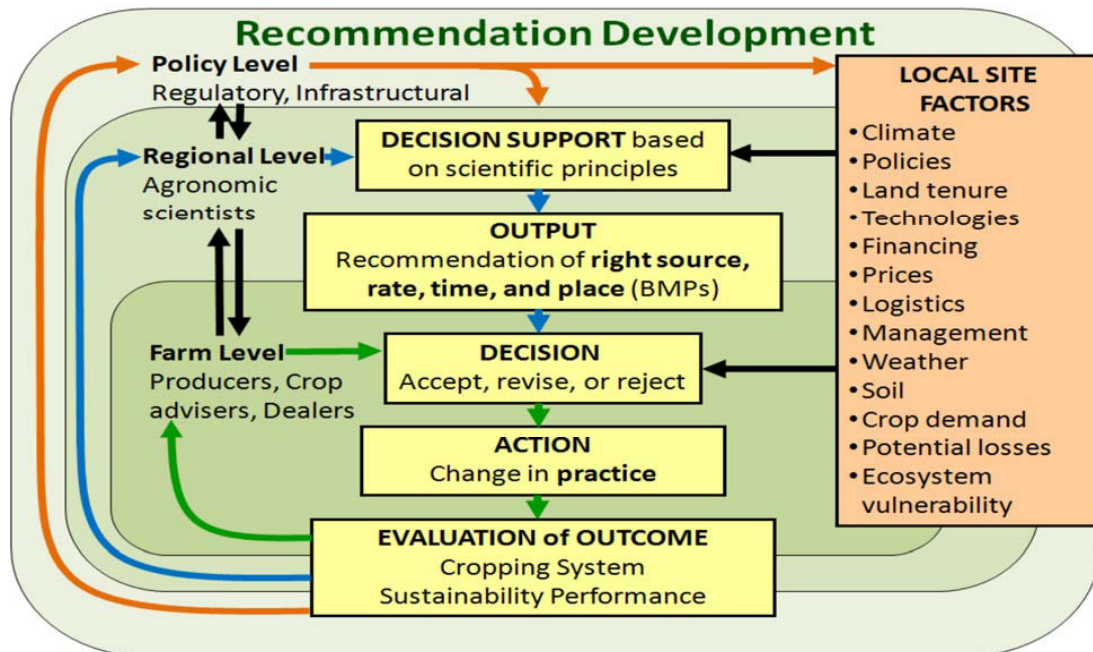 Recommendation Development
Policy Level
Regulatory, Infrastructural
Regional Level
Agronomic
scientists
Farm Level
Producers, Crop
advisers, Dealers
DECISION SUPPORT based
on scientific principles
OUTPUT
Recommendation of right source,
rate, time, and place (BMPs)
DECISION
Accept, revise, or reject
ACTION
Change in practice
EVALUATION of OUTCOME
Cropping System
Sustainability Performance
LOCAL SITE
FACTORS
•Climate
•Policies
•Land tenure
•Technologies
•Financing
•Prices
•Logistics
•Management
•Weather
•Soil
•Crop demand
•Potential losses
•Ecosystem
vulnerability